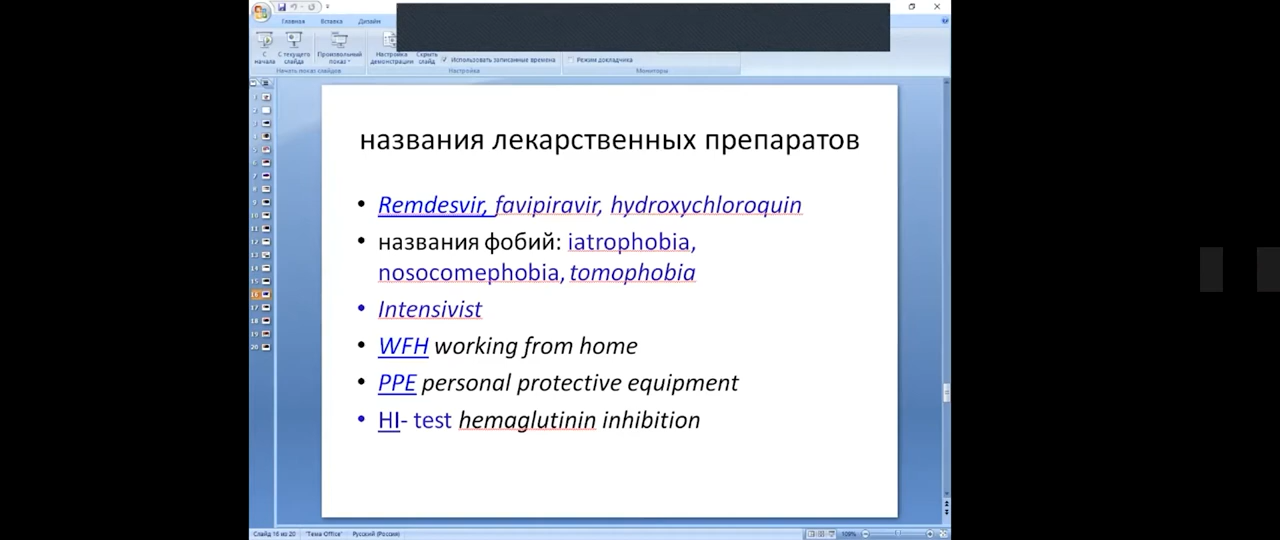 Главная Вставка Дизайн
С начала
С текущего слайда
Произвольный показ
Настройка демонстрации
Скрыть слайд
Использовать записанные времена
Режим докладчика
Начать показ слайдов
Настройка
Мониторы
названия лекарственных препаратов
• Remdesvir, favipiravir, hydroxychloroquin
• названия фобий: iatrophobia,
nosocomephobia, tomophobia
• Intensivist
• WFH working from home
• PPE personal protective equipment
• HI- test hemaglutinin inhibition
Слайд 16 из 20 "Тема Office" Русский (Россия)